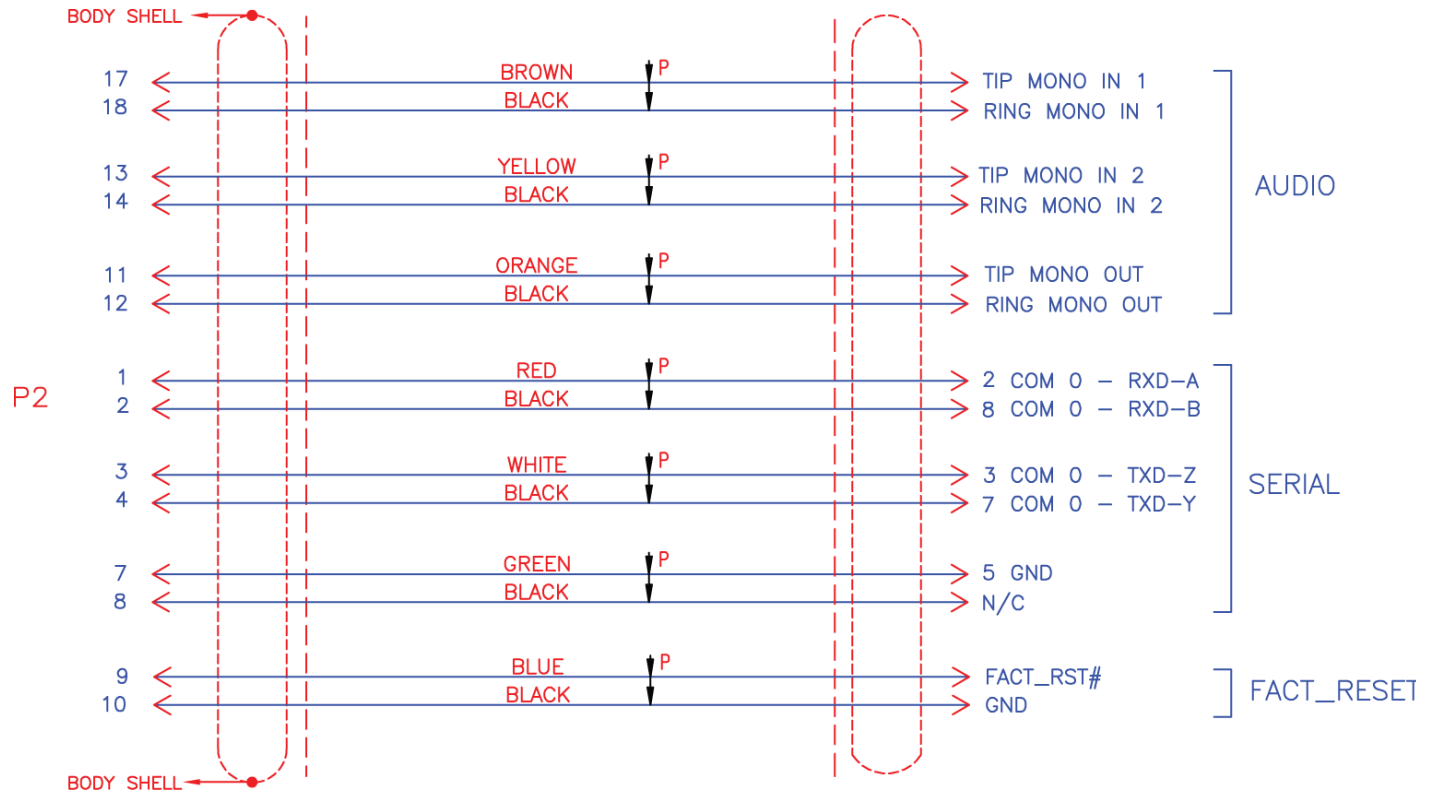 BODY SHELL
17 BROWN P TIP MONO IN 1
18 BLACK RING MONO IN 1
13 YELLOW P TIP MONO IN 2
14 BLACK RING MONO IN 2
AUDIO
11 ORANGE P TIP MONO OUT
12 BLACK RING MONO OUT
1 RED P 2 COM 0 - RXD-A
2 BLACK 8 COM 0 - RXD-B
P2
3 WHITE P 3 COM 0 - TXD-Z
4 BLACK 7 COM 0 - TXD-Y
SERIAL
7 GREEN P 5 GND
8 BLACK N/C
9 BLUE P FACT_RST#
10 BLACK GND
FACT_RESET
BODY SHELL